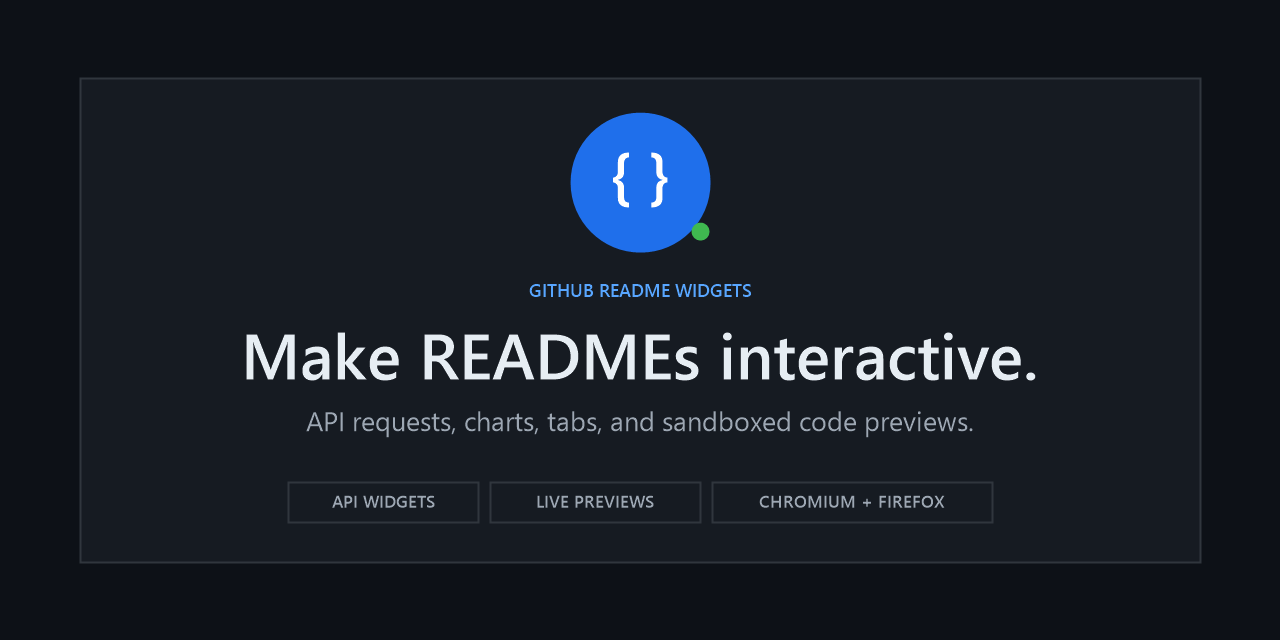 { }
GITHUB README WIDGETS
Make READMEs interactive.
API requests, charts, tabs, and sandboxed code previews.
API WIDGETS
LIVE PREVIEWS
CHROMIUM + FIREFOX